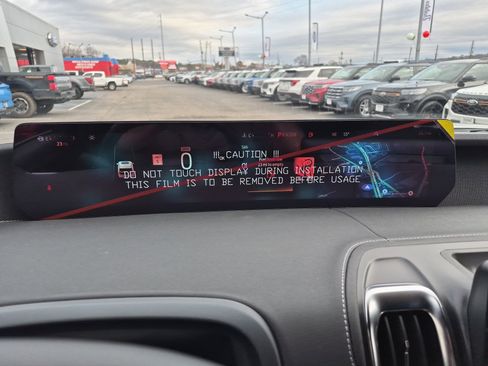 0
!!! CAUTION !!!
DO NOT TOUCH DISPLAY DURING INSTALLATION
THIS FILM IS TO BE REMOVED BEFORE USAGE